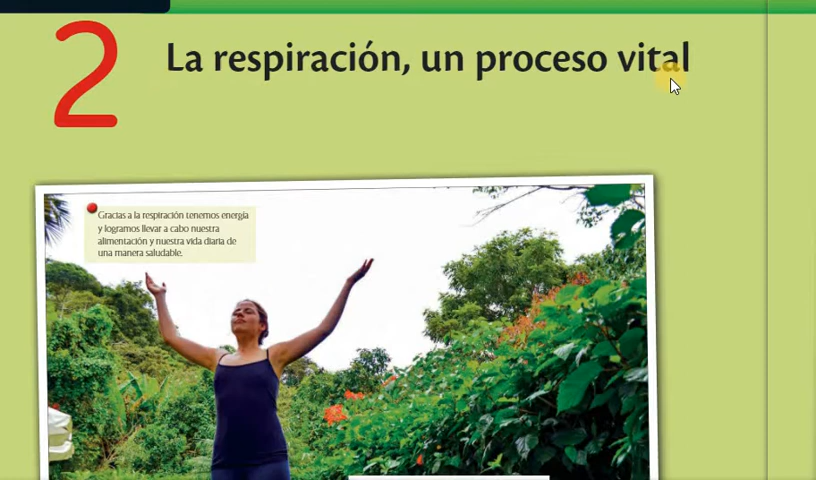 2
La respiración, un proceso vital
Gracias a la respiración tenemos energía
y logramos llevar a cabo nuestra
alimentación y nuestra vida diaria de
una manera saludable.